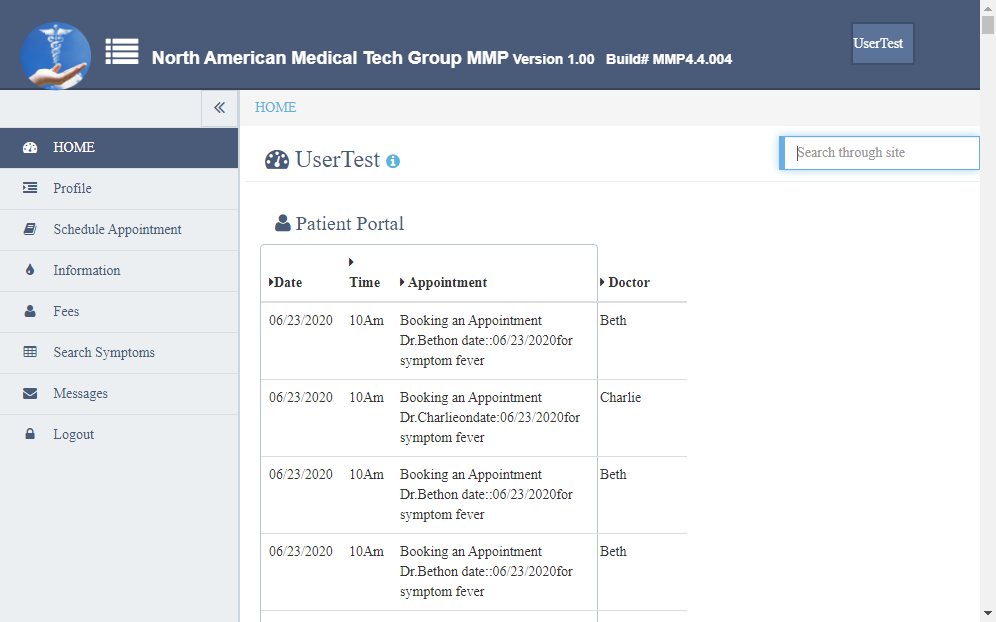 North American Medical Tech Group MMP Version 1.00 Build# MMP4.4.004
UserTest
HOME
HOME
Profile
Schedule Appointment
Information
Fees
Search Symptoms
Messages
Logout
UserTest
Search through site
Patient Portal
Date Time Appointment Doctor
06/23/2020 10Am Booking an Appointment Beth
Dr.Bethon date::06/23/2020for
symptom fever
06/23/2020 10Am Booking an Appointment Charlie
Dr.Charlieondate:06/23/2020for
symptom fever
06/23/2020 10Am Booking an Appointment Beth
Dr.Bethon date::06/23/2020for
symptom fever
06/23/2020 10Am Booking an Appointment Beth
Dr.Bethon date::06/23/2020for
symptom fever